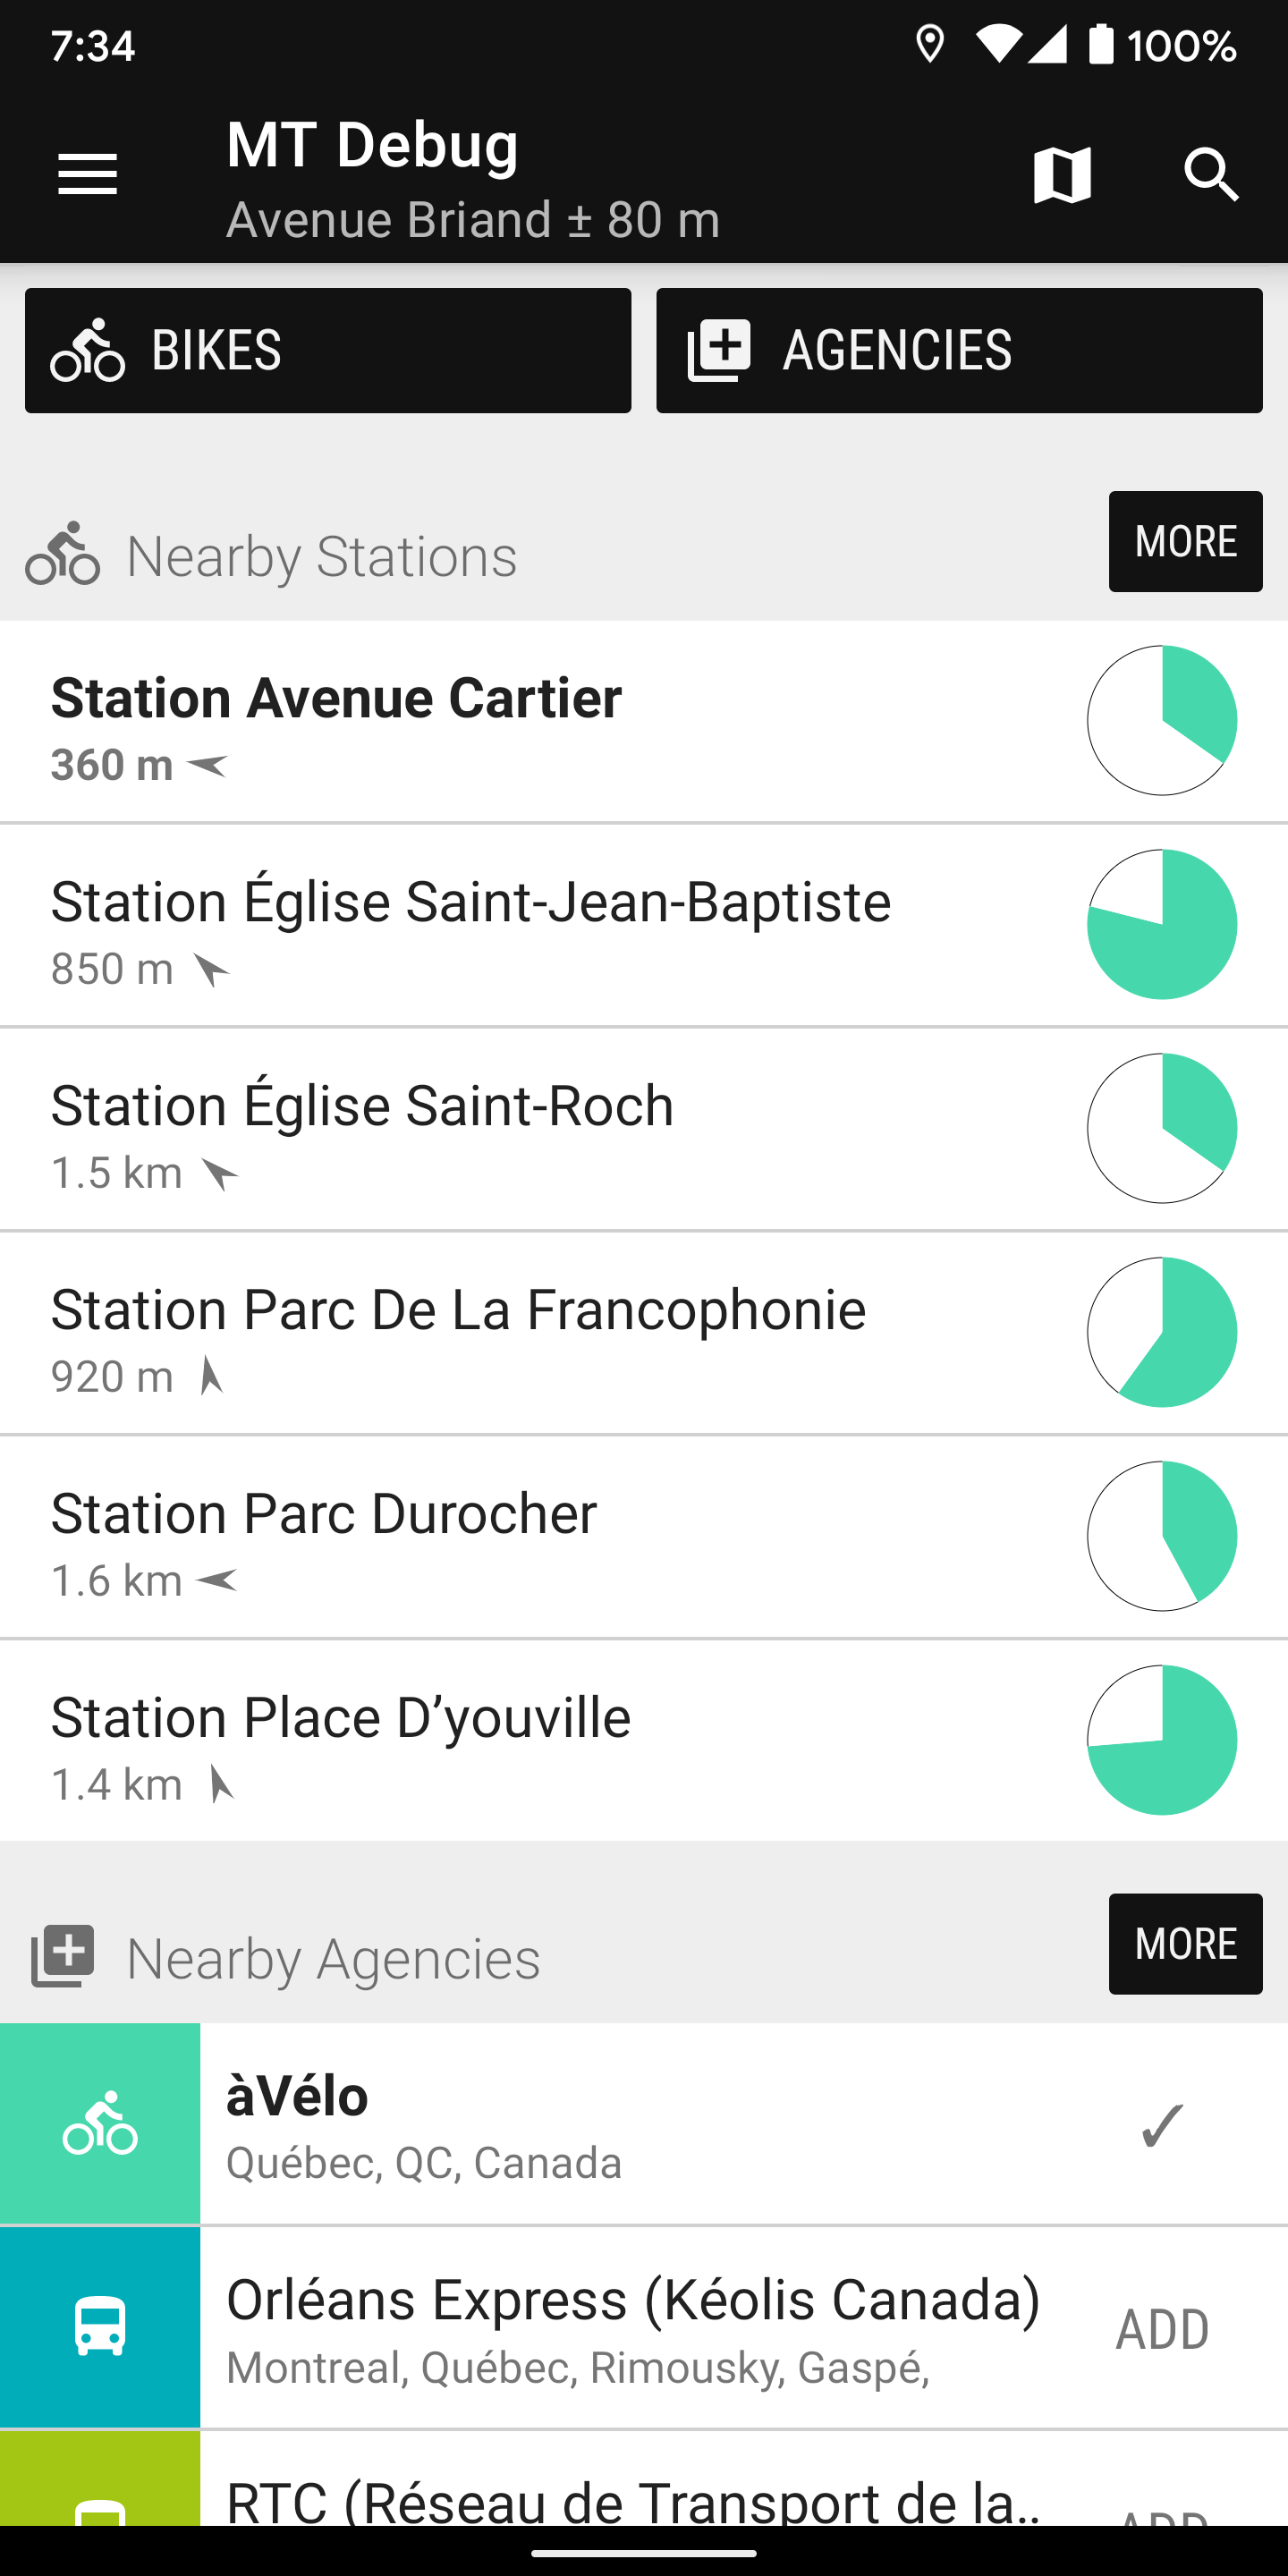 7:34
100%
MT Debug
Avenue Briand ± 80 m
BIKES
AGENCIES
Nearby Stations
MORE
Station Avenue Cartier
360 m
Station Église Saint-Jean-Baptiste
850 m
Station Église Saint-Roch
1.5 km
Station Parc De La Francophonie
920 m
Station Parc Durocher
1.6 km
Station Place D’youville
1.4 km
Nearby Agencies
MORE
àVélo
✓
Québec, QC, Canada
Orléans Express (Kéolis Canada)
ADD
Montreal, Québec, Rimousky, Gaspé,
RTC (Réseau de Transport de la..
ADD